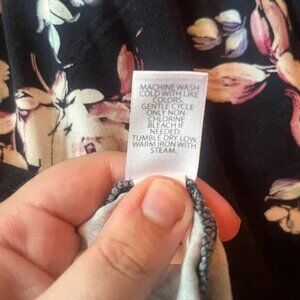 MACHINE WASH
COLD WITH LIKE
COLORS.
GENTLE CYCLE
ONLY NON-
CHLORINE
BLEACH IF
NEEDED.
TUMBLE DRY LOW
WARM IRON WITH
STEAM.